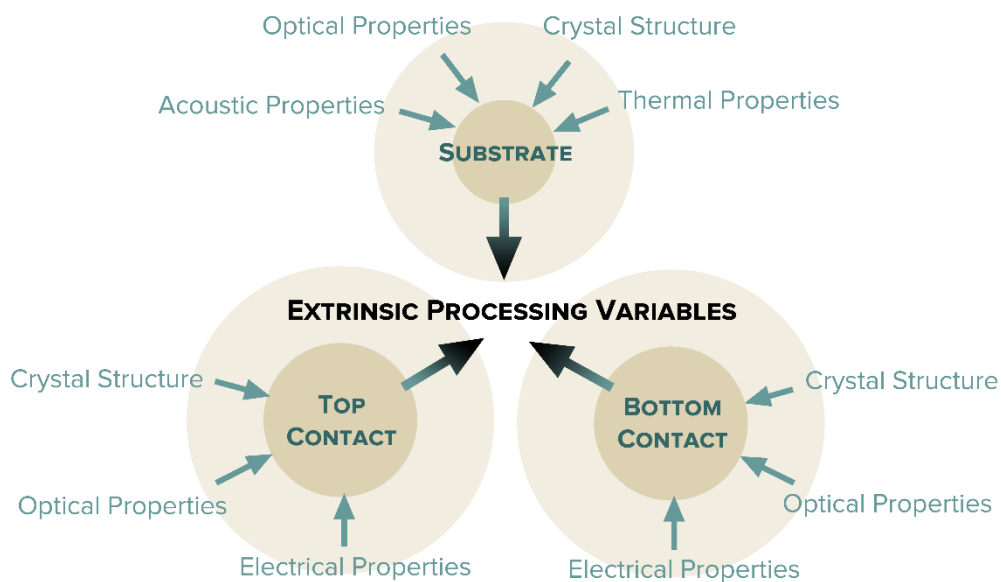 Optical Properties
Crystal Structure
Acoustic Properties
Thermal Properties
SUBSTRATE
EXTRINSIC PROCESSING VARIABLES
Crystal Structure
TOP
CONTACT
Optical Properties
Electrical Properties
BOTTOM
CONTACT
Crystal Structure
Optical Properties
Electrical Properties